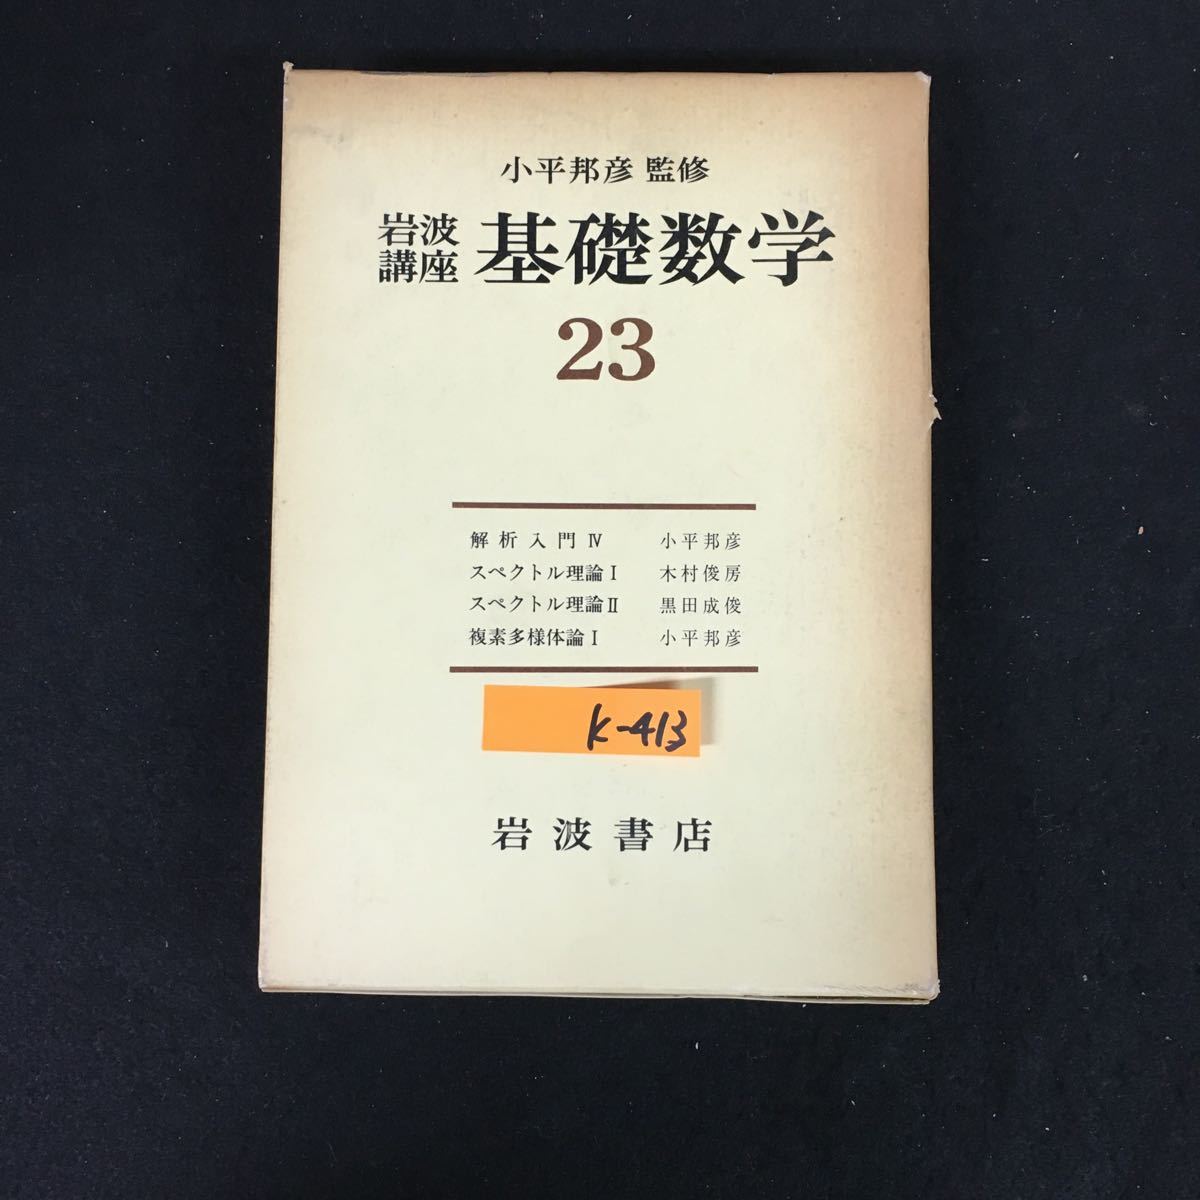 小平邦彦 監修
岩波講座 基礎数学
23
解析入門 Ⅳ 小平邦彦
スペクトル理論 Ⅰ 木村俊房
スペクトル理論 Ⅱ 黒田成俊
複素多様体論 Ⅰ 小平邦彦
K-413
岩波書店